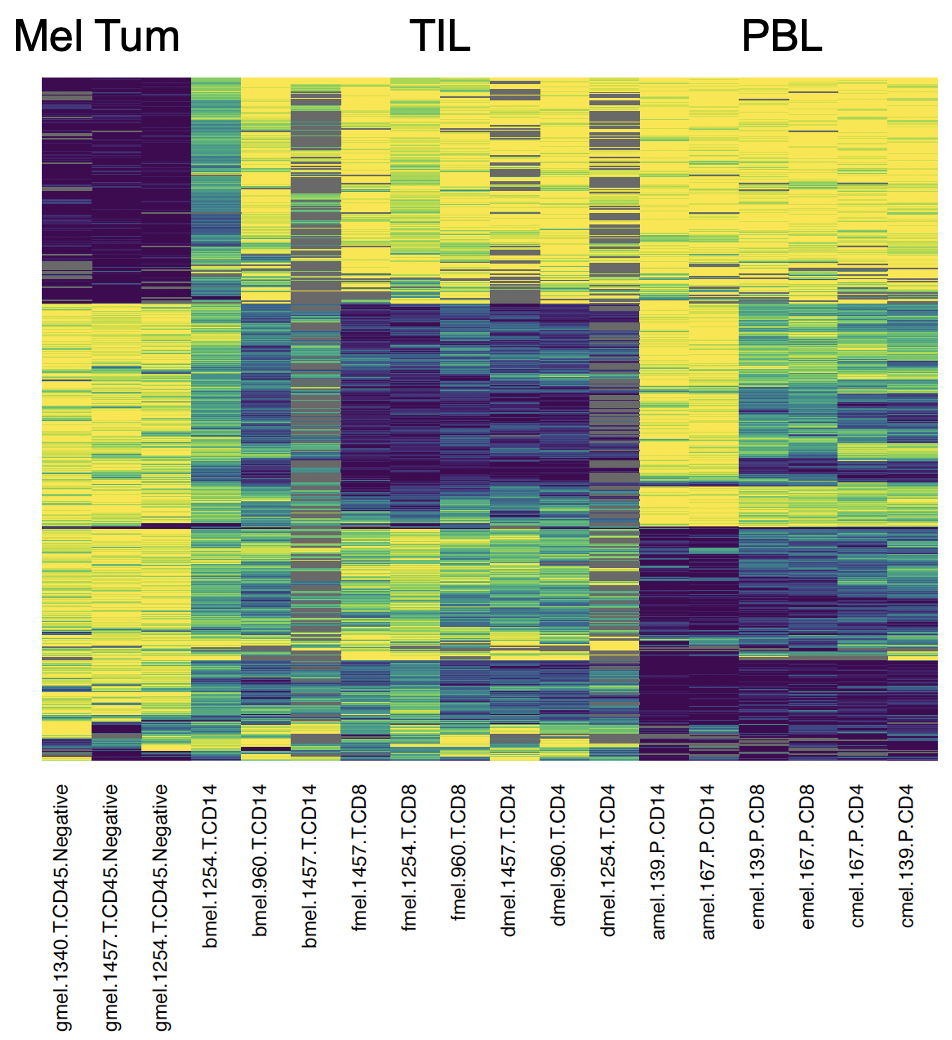 Mel Tum
TIL
PBL
gmel.1340.T.CD45.Negative
gmel.1457.T.CD45.Negative
gmel.1254.T.CD45.Negative
bmel.1254.T.CD14
bmel.960.T.CD14
bmel.1457.T.CD14
fmel.1457.T.CD8
fmel.1254.T.CD8
fmel.960.T.CD8
dmel.1457.T.CD4
dmel.960.T.CD4
dmel.1254.T.CD4
amel.139.P.CD14
amel.167.P.CD14
emel.139.P.CD8
emel.167.P.CD8
cmel.167.P.CD4
cmel.139.P.CD4